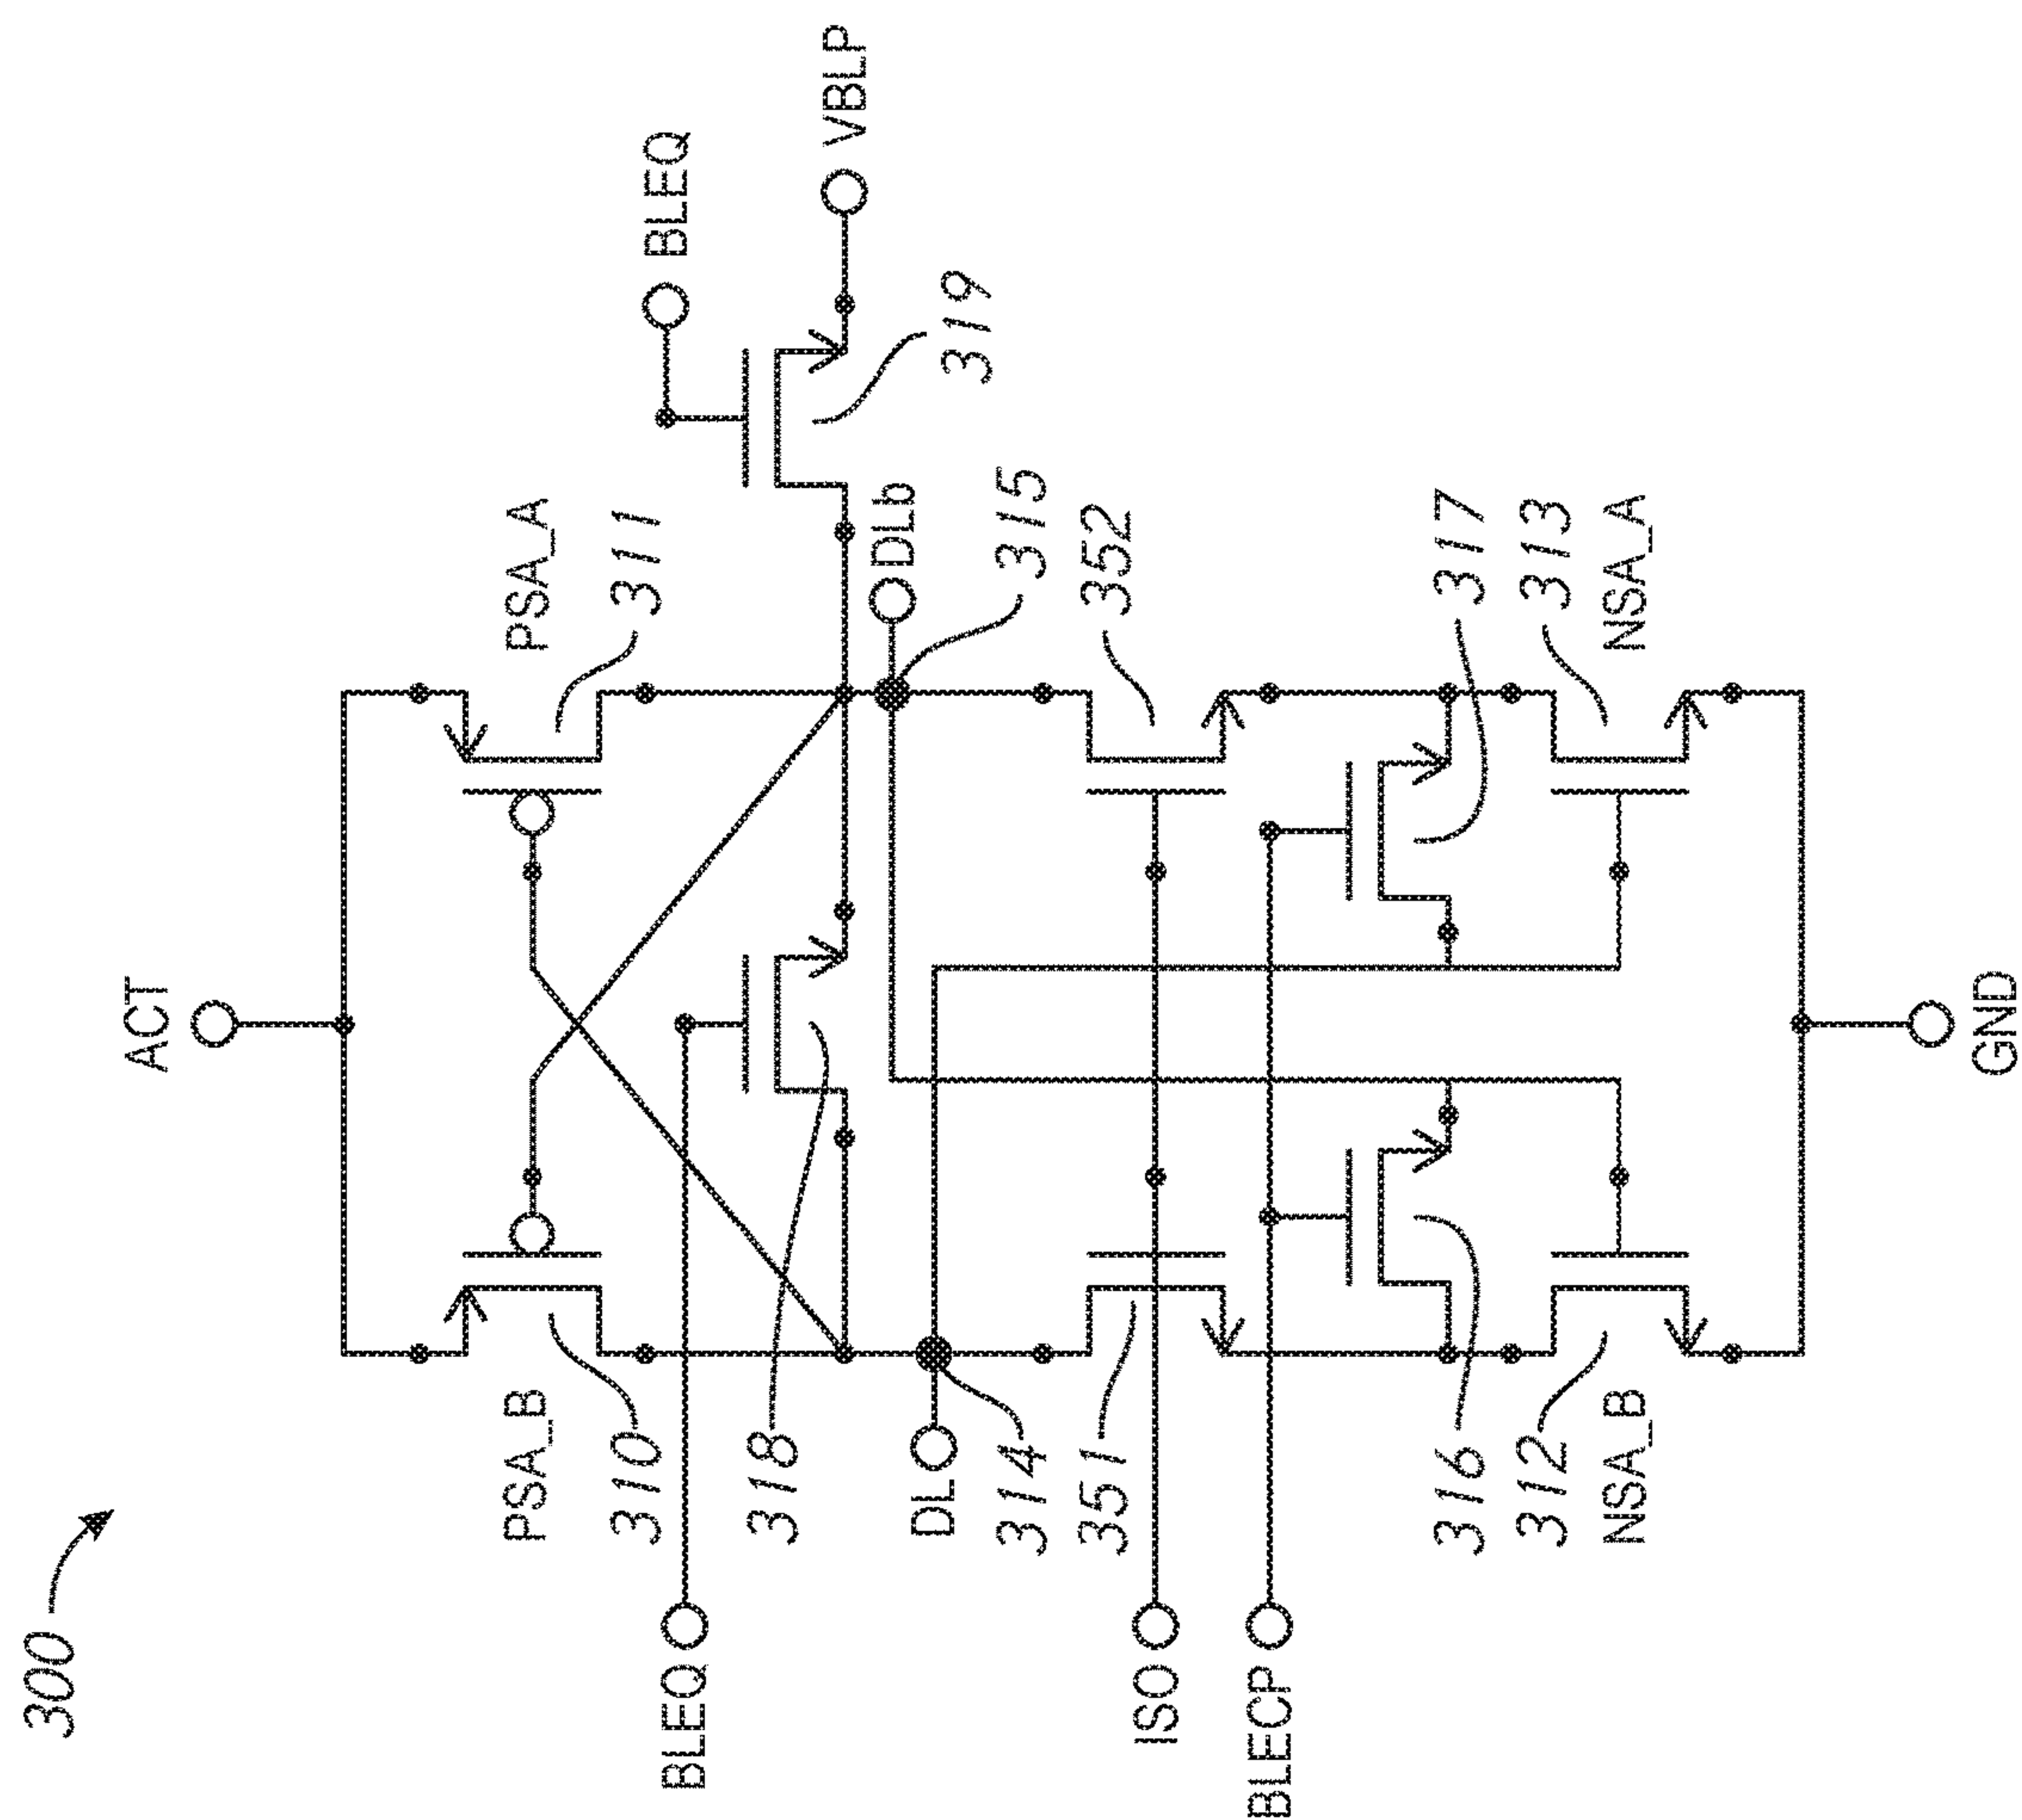 300
ACT
PSA_B
310
PSA_A
311
BLEQ
BLEQ
318
319
VBLP
DL
314
DLb
315
ISO
351
352
BLECP
316
317
312
NSA_B
313
NSA_A
GND